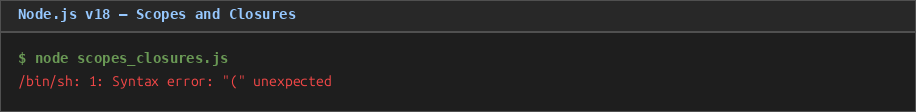 Node.js v18 — Scopes and Closures
$ node scopes_closures.js
/bin/sh: 1: Syntax error: "(" unexpected